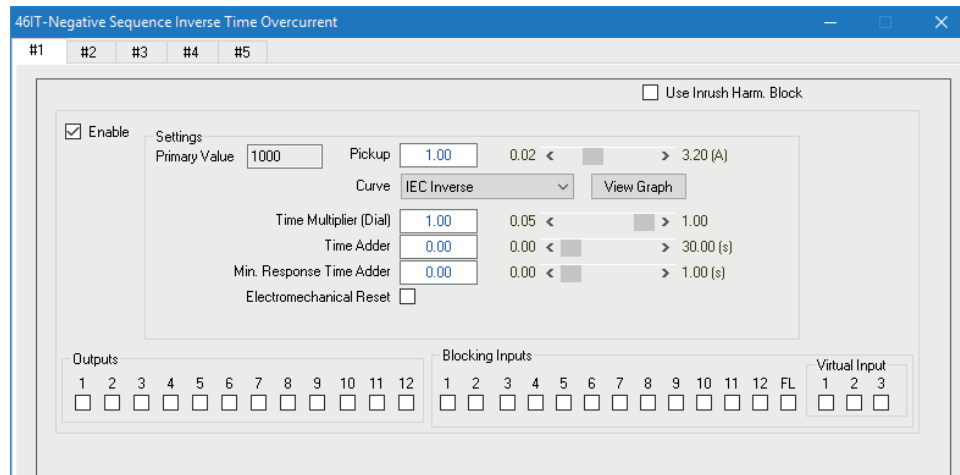 46IT-Negative Sequence Inverse Time Overcurrent
#1 #2 #3 #4 #5
Use Inrush Harm. Block
Enable
Settings
Primary Value 1000 Pickup 1.00 0.02 < > 3.20 (A)
Curve IEC Inverse View Graph
Time Multiplier (Dial) 1.00 0.05 < > 1.00
Time Adder 0.00 0.00 < > 30.00 (s)
Min. Response Time Adder 0.00 0.00 < > 1.00 (s)
Electromechanical Reset
Outputs
1 2 3 4 5 6 7 8 9 10 11 12
Blocking Inputs
1 2 3 4 5 6 7 8 9 10 11 12 FL
Virtual Input
1 2 3